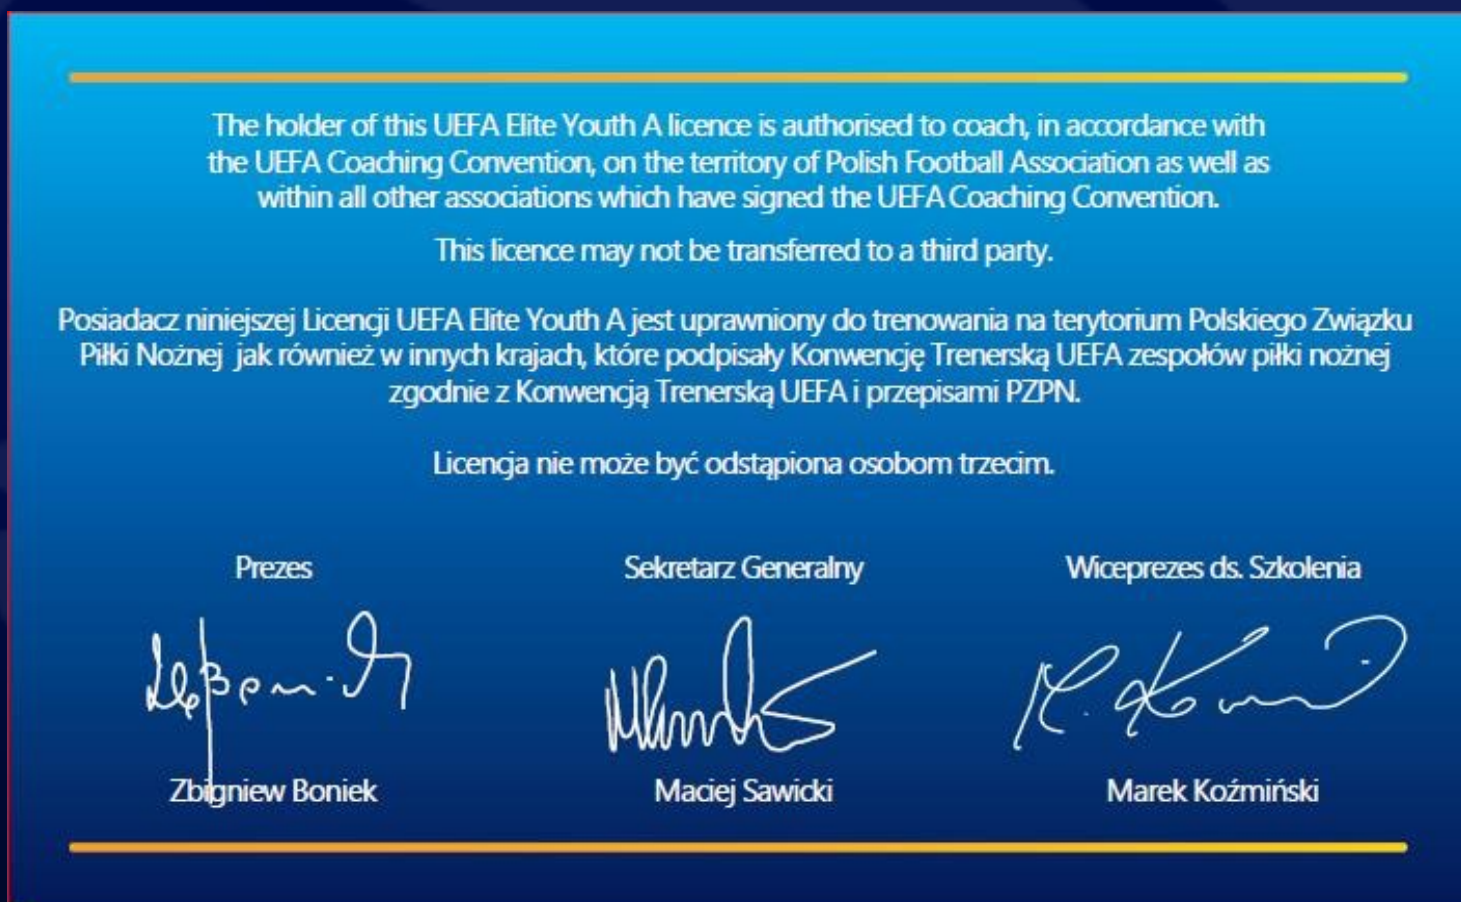 The holder of this UEFA Elite Youth A licence is authorised to coach, in accordance with
the UEFA Coaching Convention, on the territory of Polish Football Association as well as
within all other associations which have signed the UEFA Coaching Convention.
This licence may not be transferred to a third party.
Posiadacz niniejszej Licencji UEFA Elite Youth A jest uprawniony do trenowania na terytorium Polskiego Związku
Piłki Nożnej jak również w innych krajach, które podpisały Konwencję Trenerską UEFA zespołów piłki nożnej
zgodnie z Konwencją Trenerską UEFA i przepisami PZPN.
Licencja nie może być odstąpiona osobom trzecim.
Prezes Sekretarz Generalny Wiceprezes ds. Szkolenia
Zbigniew Boniek Maciej Sawicki Marek Koźmiński